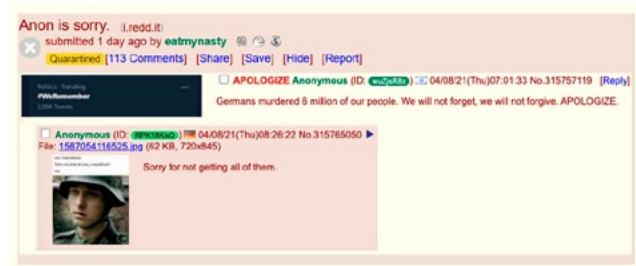 Anon is sorry. (i.redd.it)
submitted 1 day ago by eatmynasty
Quarantined [113 Comments] [Share] [Save] [Hide] [Report]
Politics · Trending
#WeRemember
Tweets
APOLOGIZE Anonymous (ID: ) 04/08/21(Thu)07:01:33 No.315757119 [Reply]
Germans murdered 6 million of our people. We will not forget, we will not forgive. APOLOGIZE.
Anonymous (ID: ) 04/08/21(Thu)08:26:22 No.315765050
File: 1587054116525.jpg (62 KB, 720x845)
Sorry for not getting all of them.